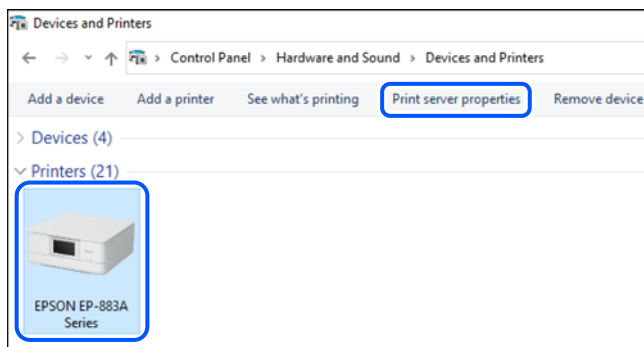 Devices and Printers
Control Panel > Hardware and Sound > Devices and Printers
Add a device Add a printer See what's printing Print server properties Remove device
Devices (4)
Printers (21)
EPSON EP-883A
Series